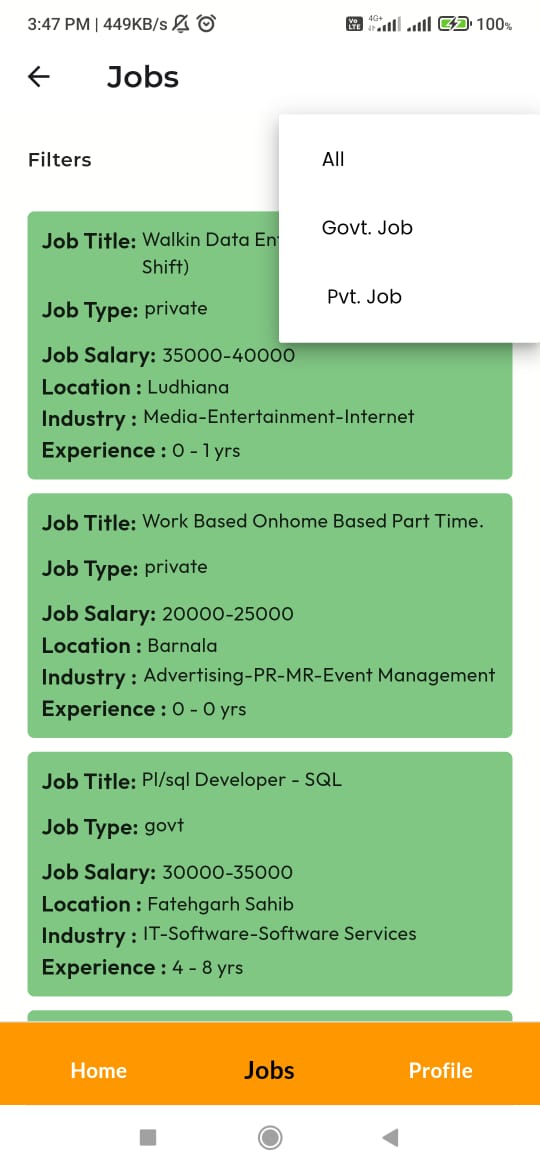 3:47 PM | 449KB/s
Vo LTE 4G+ 100%
Jobs
Filters
All
Govt. Job
Pvt. Job
Job Title: Walkin Data
Shift)
Job Type: private
Job Salary: 35000-40000
Location : Ludhiana
Industry : Media-Entertainment-Internet
Experience : 0 - 1 yrs
Job Title: Work Based Onhome Based Part Time.
Job Type: private
Job Salary: 20000-25000
Location : Barnala
Industry : Advertising-PR-MR-Event Management
Experience : 0 - 0 yrs
Job Title: Pl/sql Developer - SQL
Job Type: govt
Job Salary: 30000-35000
Location : Fatehgarh Sahib
Industry : IT-Software-Software Services
Experience : 4 - 8 yrs
Home
Jobs
Profile